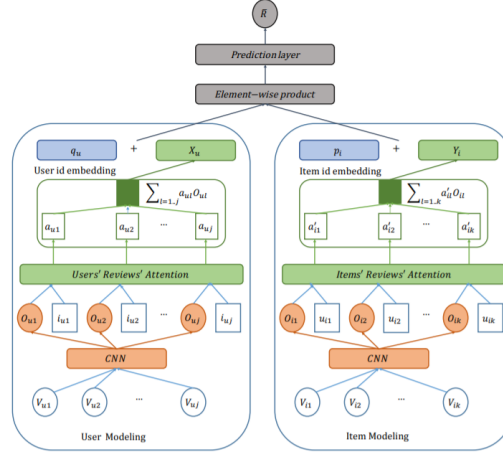 R̂
Prediction layer
Element−wise product
q_u + X_u
User id embedding
∑_{l=1..j} a_{ul}O_{ul}
a_{u1} a_{u2} ... a_{uj}
Users' Reviews' Attention
O_{u1} i_{u1} O_{u2} i_{u2} ... O_{uj} i_{uj}
CNN
V_{u1} V_{u2} ... V_{uj}
User Modeling
p_i + Y_i
Item id embedding
∑_{l=1..k} a'_{il}O_{il}
a'_{i1} a'_{i2} ... a'_{ik}
Items' Reviews' Attention
O_{i1} u_{i1} O_{i2} u_{i2} ... O_{ik} u_{ik}
CNN
V_{i1} V_{i2} ... V_{ik}
Item Modeling